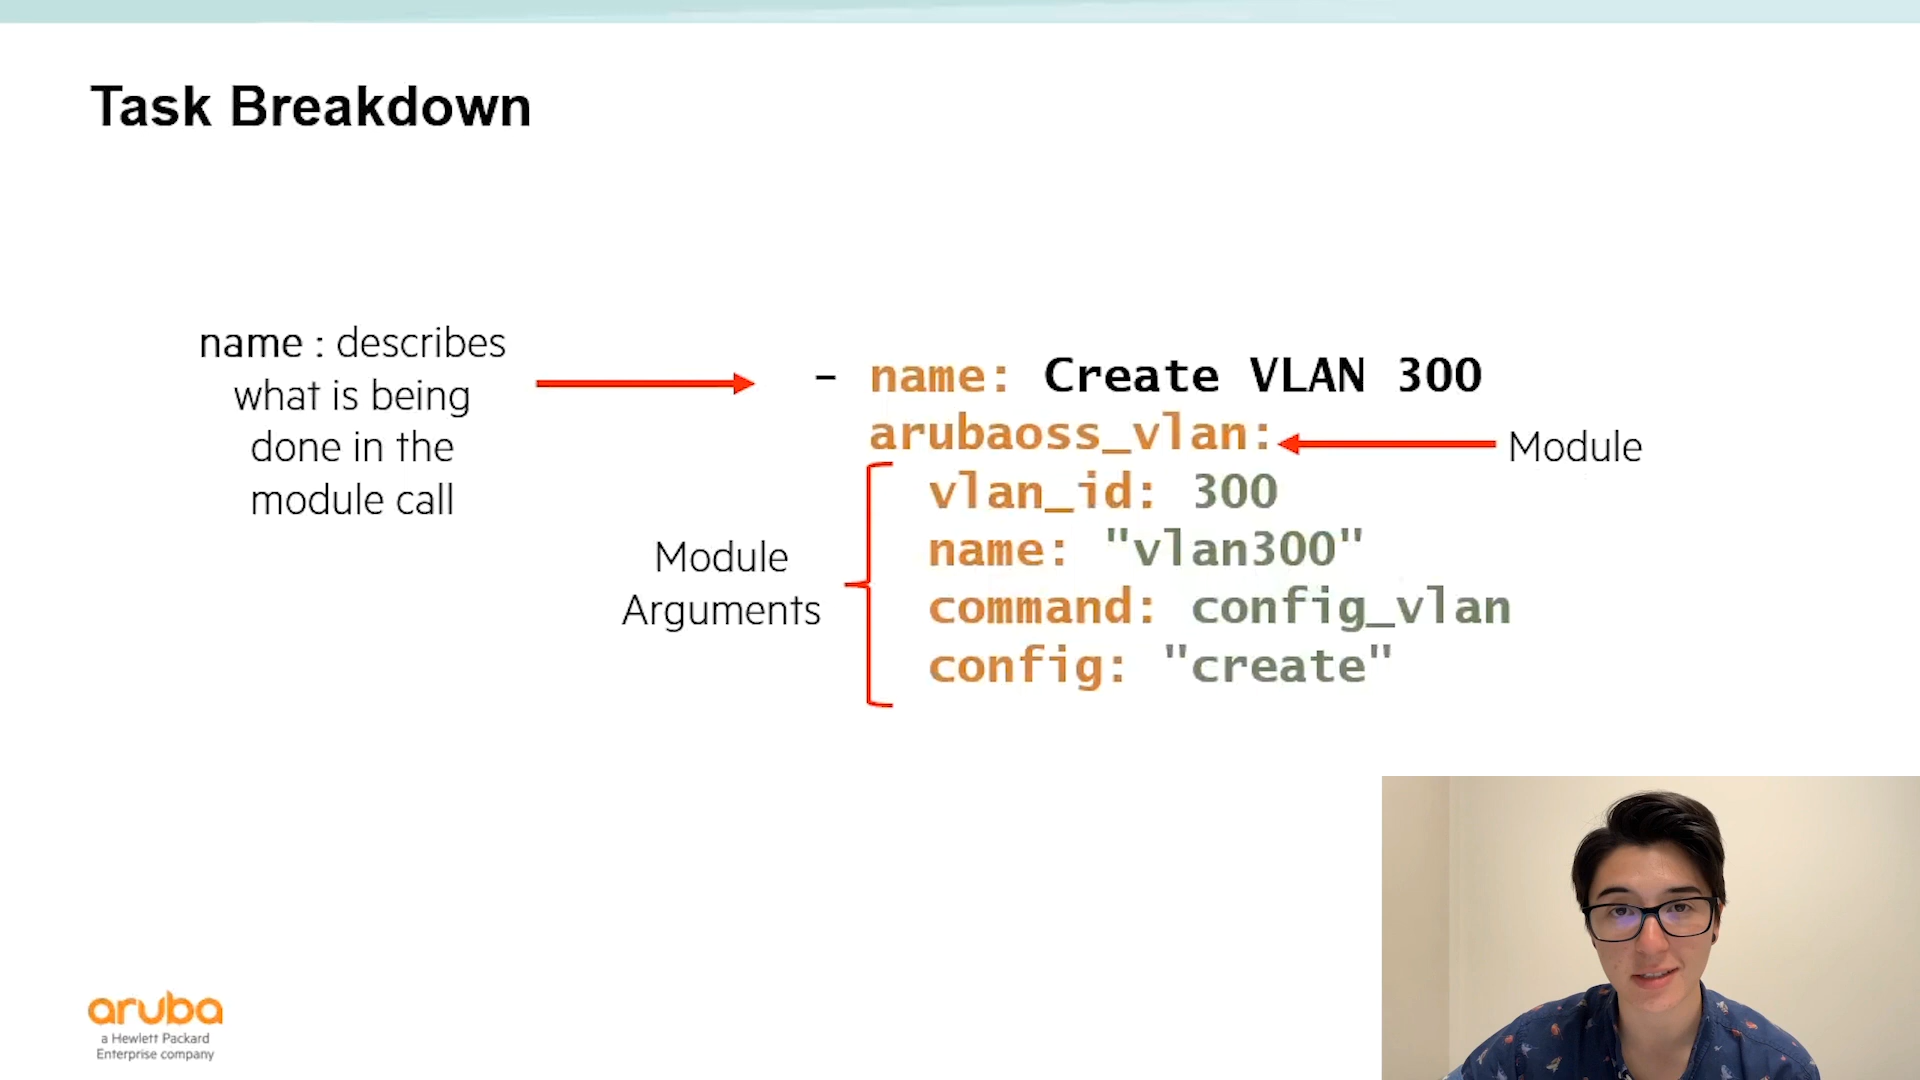 Task Breakdown
name : describes
what is being
done in the
module call
- name: Create VLAN 300
arubaoss_vlan:
Module
Module
Arguments
vlan_id: 300
name: "vlan300"
command: config_vlan
config: "create"
aruba
a Hewlett Packard
Enterprise company